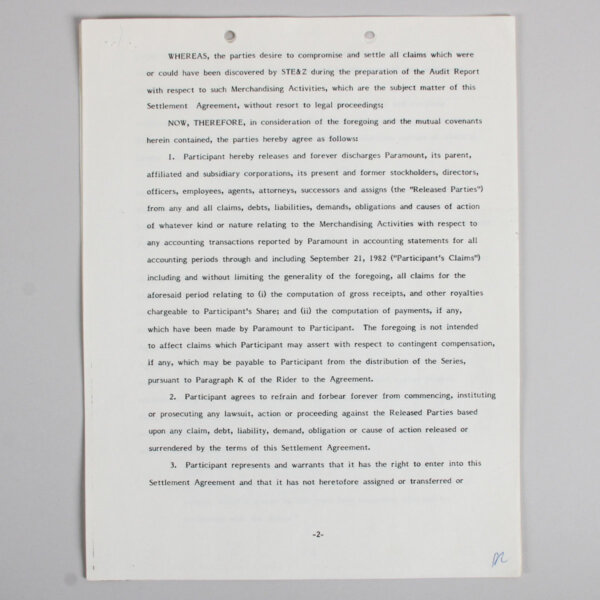 WHEREAS, the parties desire to compromise and settle all claims which were
or could have been discovered by STE&Z during the preparation of the Audit Report
with respect to such Merchandising Activities, which are the subject matter of this
Settlement Agreement, without resort to legal proceedings;
NOW, THEREFORE, in consideration of the foregoing and the mutual covenants
herein contained, the parties hereby agree as follows:
1. Participant hereby releases and forever discharges Paramount, its parent,
affiliated and subsidiary corporations, its present and former stockholders, directors,
officers, employees, agents, attorneys, successors and assigns (the "Released Parties")
from any and all claims, debts, liabilities, demands, obligations and causes of action
of whatever kind or nature relating to the Merchandising Activities with respect to
any accounting transactions reported by Paramount in accounting statements for all
accounting periods through and including September 21, 1982 ("Participant's Claims")
including and without limiting the generality of the foregoing, all claims for the
aforesaid period relating to (i) the computation of gross receipts, and other royalties
chargeable to Participant's Share; and (ii) the computation of payments, if any,
which have been made by Paramount to Participant. The foregoing is not intended
to affect claims which Participant may assert with respect to contingent compensation,
if any, which may be payable to Participant from the distribution of the Series,
pursuant to Paragraph K of the Rider to the Agreement.
2. Participant agrees to refrain and forbear forever from commencing, instituting
or prosecuting any lawsuit, action or proceeding against the Released Parties based
upon any claim, debt, liability, demand, obligation or cause of action released or
surrendered by the terms of this Settlement Agreement.
3. Participant represents and warrants that it has the right to enter into this
Settlement Agreement and that it has not heretofore assigned or transferred or
-2-